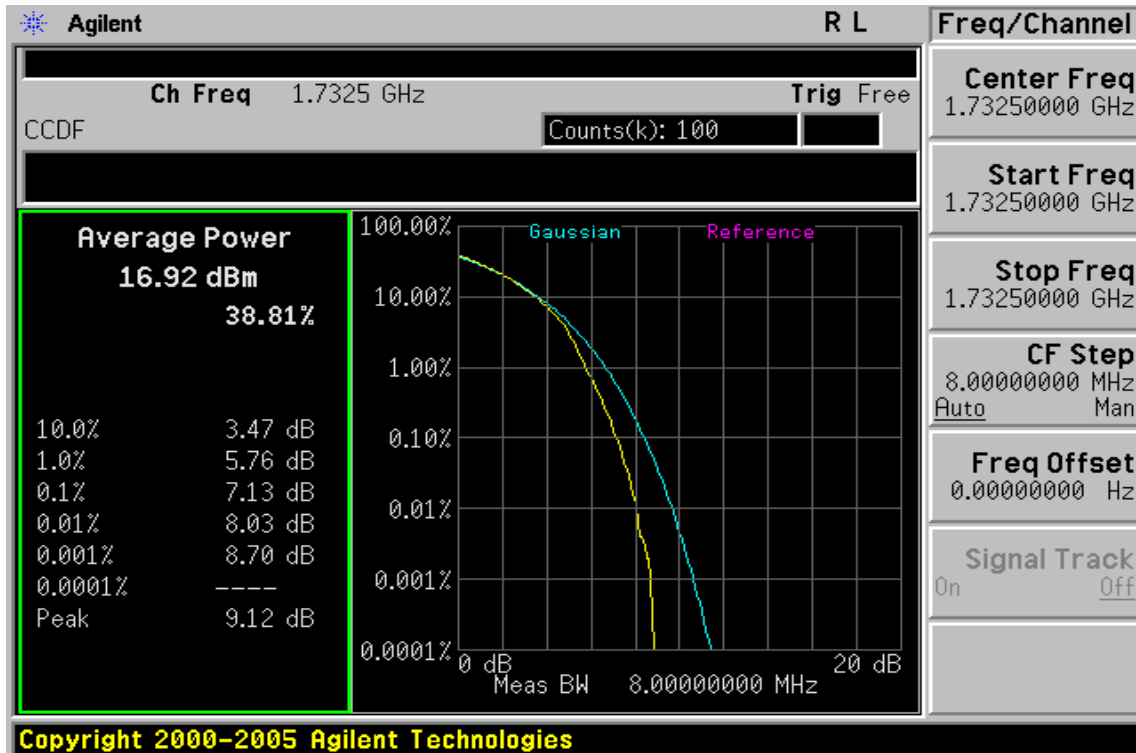 Agilent
R L
Freq/Channel
Ch Freq 1.7325 GHz
Trig Free
CCDF
Counts(k): 100
Center Freq
1.73250000 GHz
Start Freq
1.73250000 GHz
Stop Freq
1.73250000 GHz
CF Step
8.00000000 MHz
Auto Man
Freq Offset
0.00000000 Hz
Signal Track
On Off
Average Power
16.92 dBm
38.81%
10.0% 3.47 dB
1.0% 5.76 dB
0.1% 7.13 dB
0.01% 8.03 dB
0.001% 8.70 dB
0.0001% ----
Peak 9.12 dB
Gaussian Reference
100.00%
10.00%
1.00%
0.10%
0.01%
0.001%
0.0001%
0 dB 20 dB
Meas BW 8.00000000 MHz
Copyright 2000-2005 Agilent Technologies